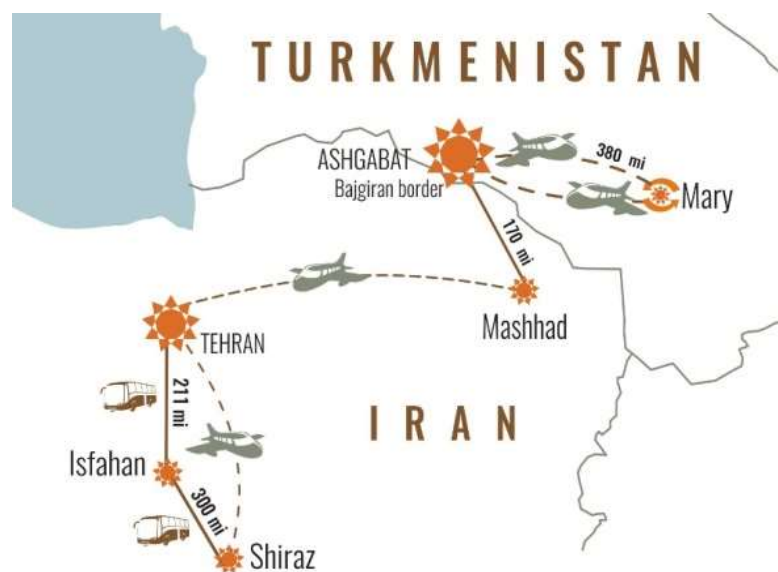 TURKMENISTAN
ASHGABAT
Bajgiran border
380 mi
Mary
170 mi
Mashhad
TEHRAN
211 mi
IRAN
Isfahan
300 mi
Shiraz